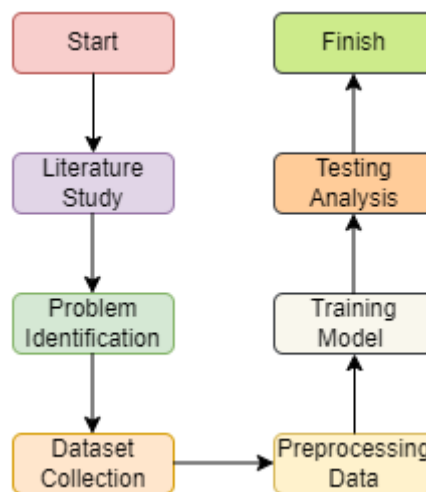 Start
Literature
Study
Problem
Identification
Dataset
Collection
Preprocessing
Data
Training
Model
Testing
Analysis
Finish